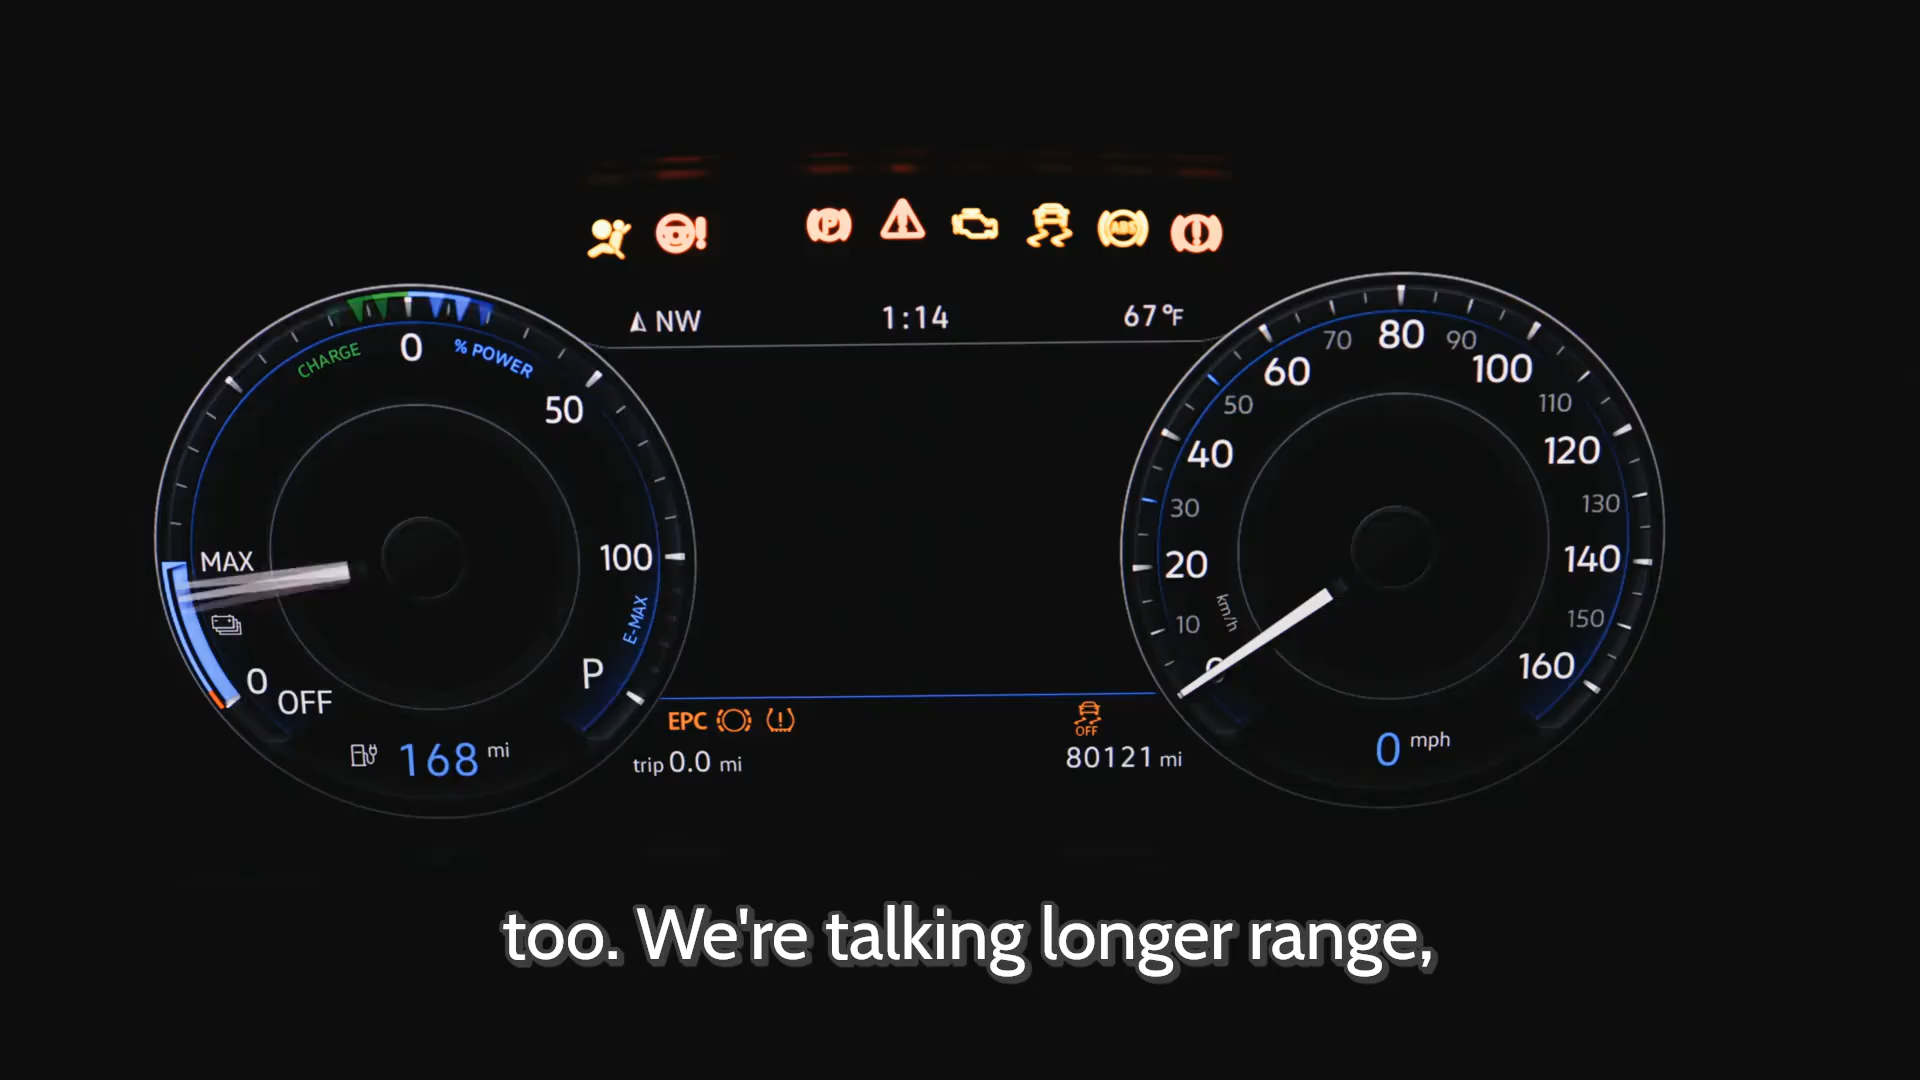 P
ABS
NW
1:14
67°F
CHARGE
0
% POWER
50
100
E-MAX
P
MAX
0
OFF
168 mi
EPC
OFF
trip 0.0 mi
80121 mi
0
10
20
30
40
50
60
70
80
90
100
110
120
130
140
150
160
km/h
0 mph
too. We're talking longer range,